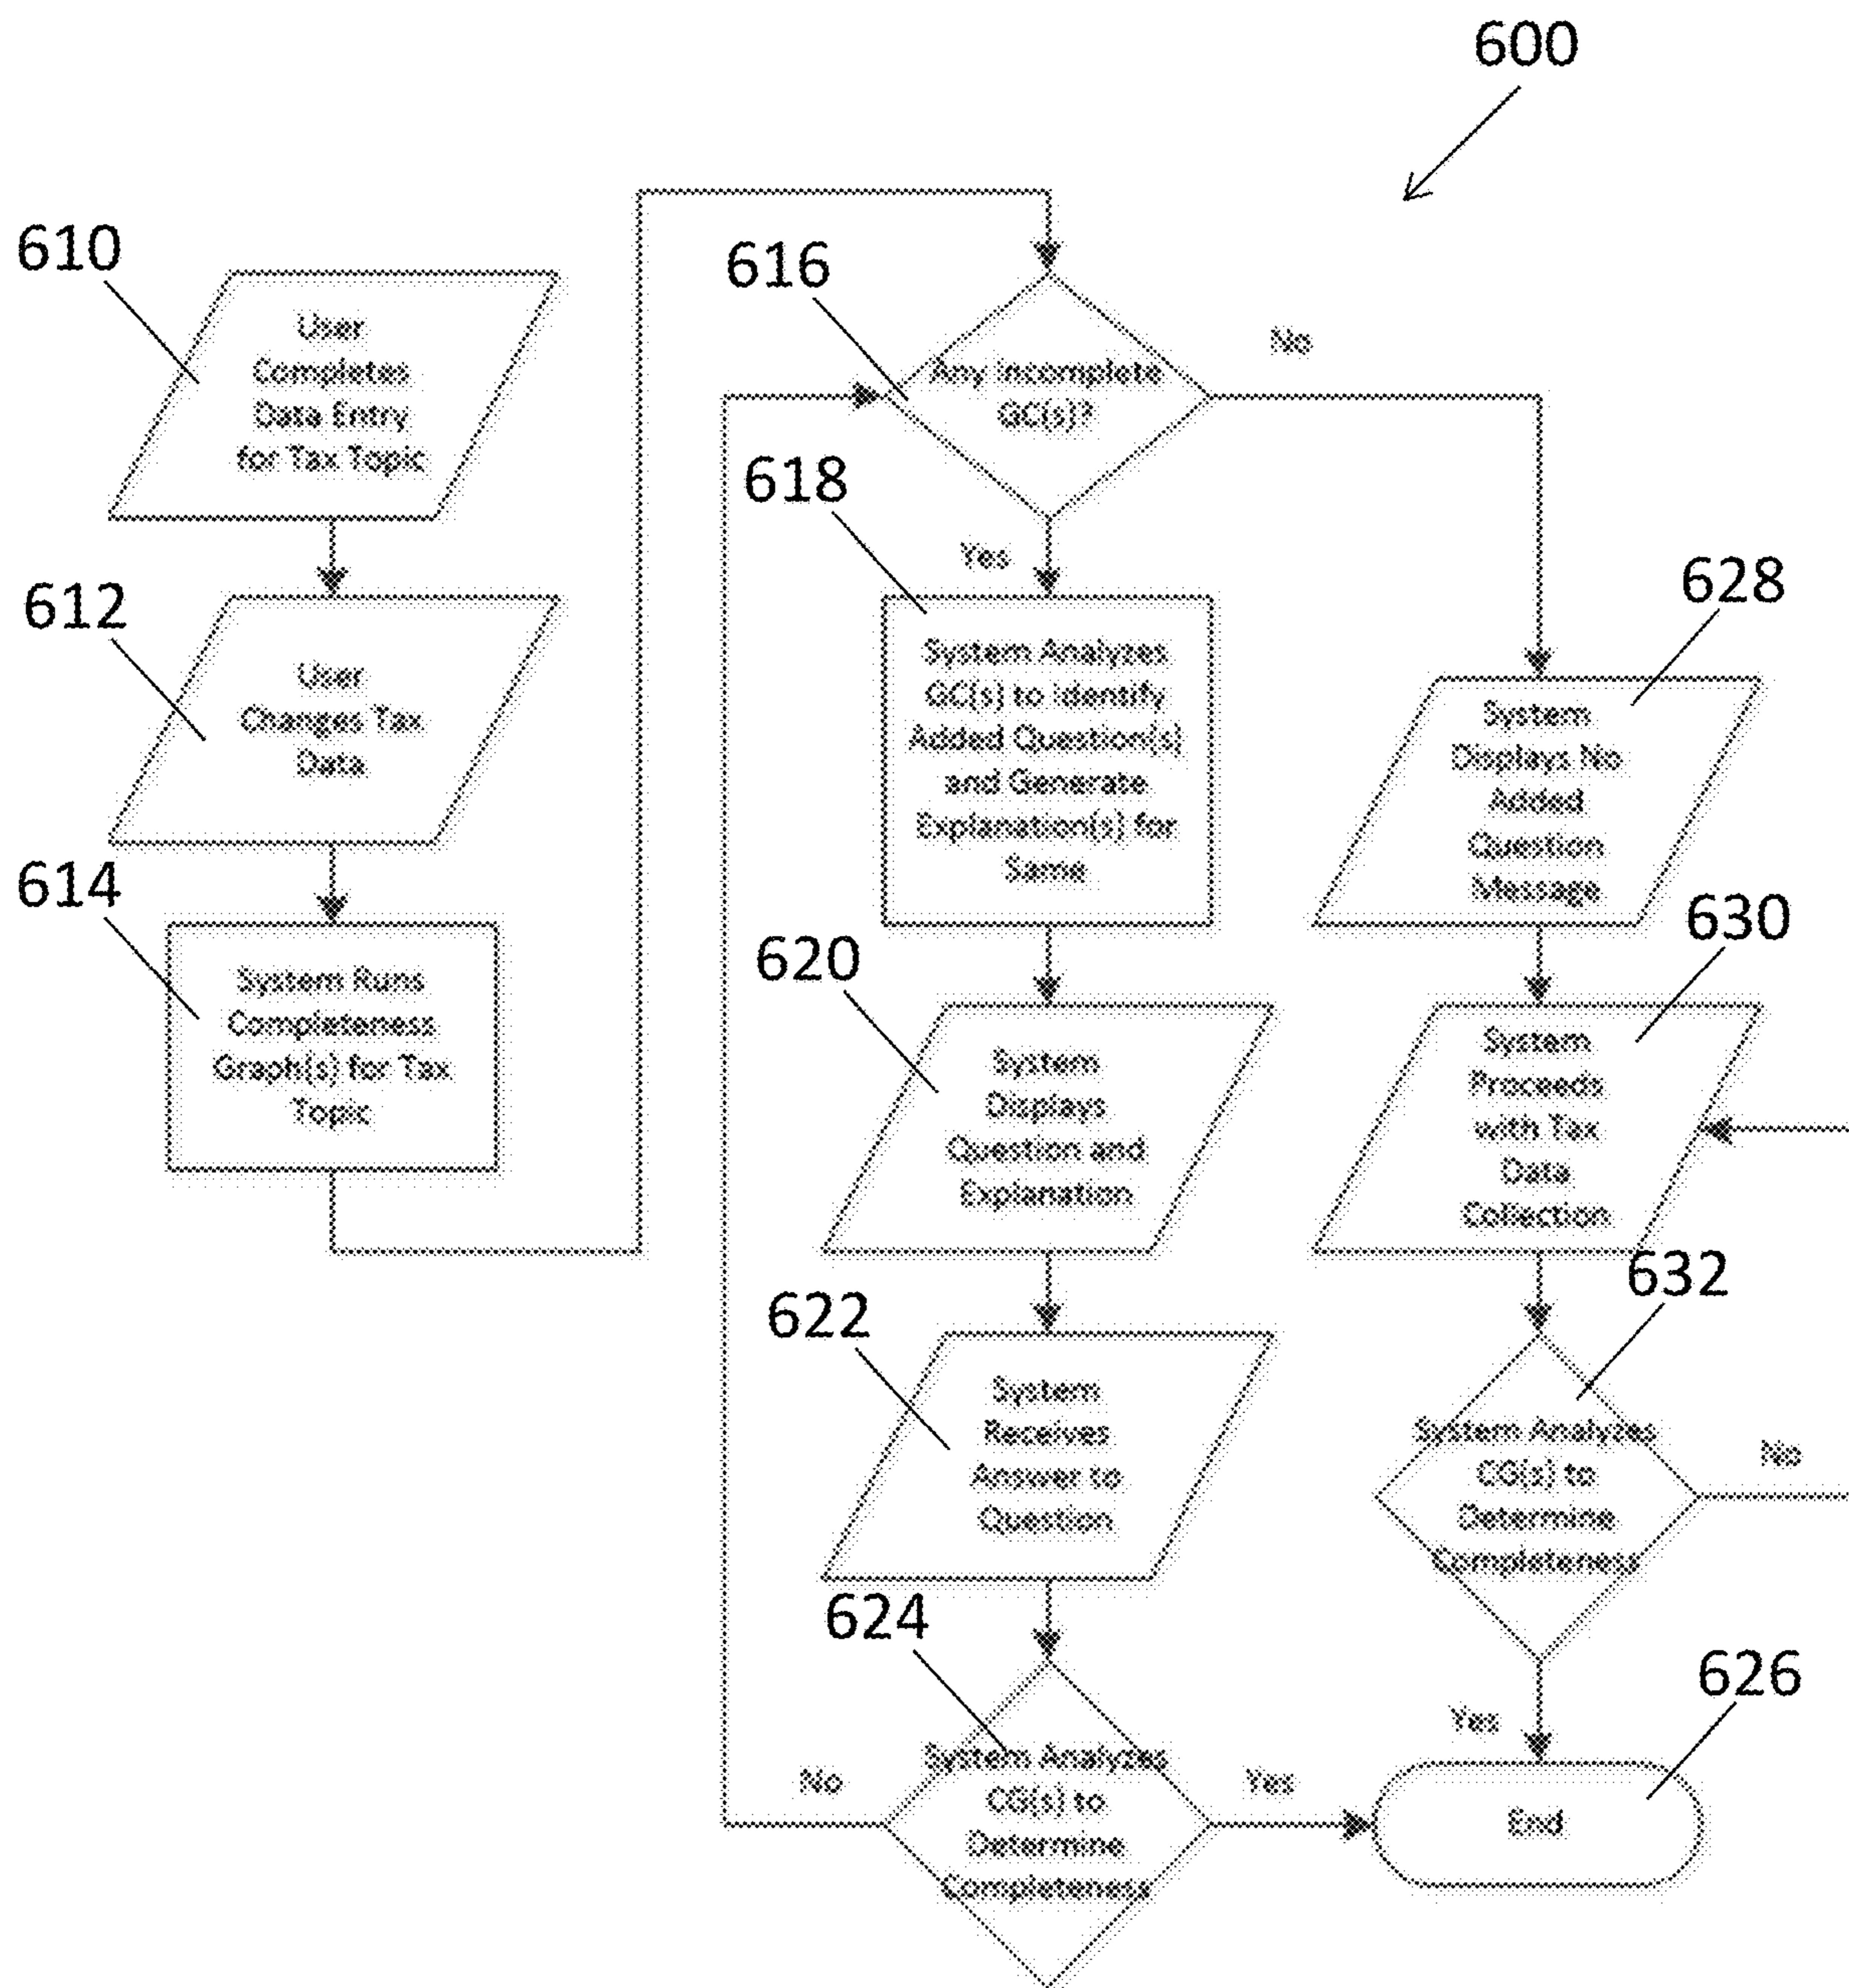 600
610
User
Completes
Data Entry
for Tax Topic
612
User
Changes Tax
Data
614
System Runs
Completeness
Graph(s) for Tax
Topic
616
Any Incomplete
GC(s)?
No
Yes
618
System Analyzes
GC(s) to Identify
Added Question(s)
and Generate
Explanation(s) for
Same
620
System
Displays
Question and
Explanation
622
System
Receives
Answer to
Question
624
System Analyzes
CG(s) to
Determine
Completeness
No
Yes
628
System
Displays No
Added
Question
Message
630
System
Proceeds
with Tax
Data
Collection
632
System Analyzes
CG(s) to
Determine
Completeness
No
Yes
626
End